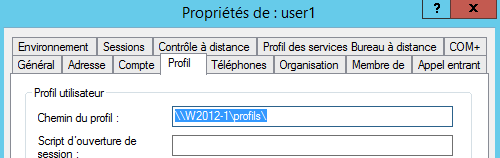 Propriétés de : user1
? x
Environnement Sessions Contrôle à distance Profil des services Bureau à distance COM+
Général Adresse Compte Profil Téléphones Organisation Membre de Appel entrant
Profil utilisateur
Chemin du profil : \\W2012-1\profils\
Script d'ouverture de
session :